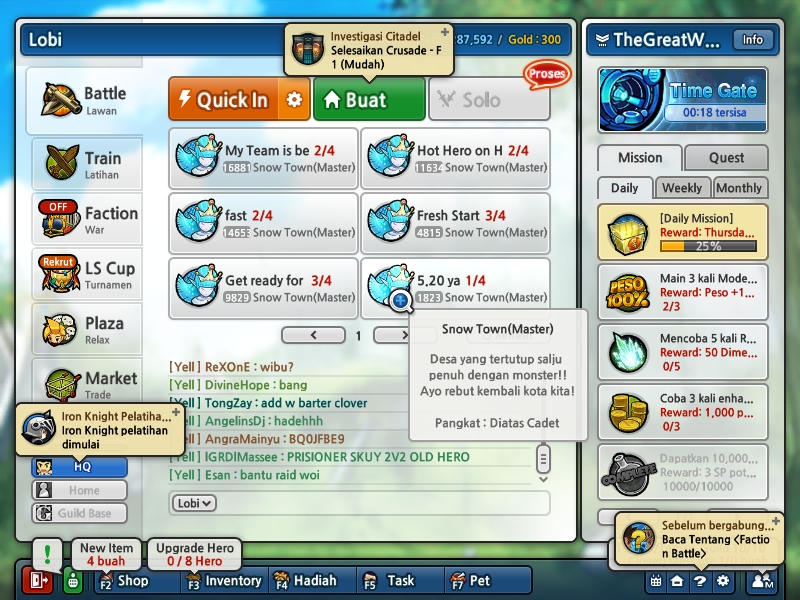 Lobi
Investigasi Citadel
Selesaikan Crusade - F
1 (Mudah)
:87,592 / Gold : 300
TheGreatW...
Info
Battle
Lawan
Train
Latihan
OFF
Faction
War
Rekrut
LS Cup
Turnamen
Plaza
Relax
Market
Trade
Iron Knight Pelatiha...
Iron Knight pelatihan
dimulai
HQ
Home
Guild Base
Quick In
Buat
Solo
Proses
My Team is be 2/4
16881 Snow Town(Master)
Hot Hero on H 2/4
11634 Snow Town(Master)
fast 2/4
14653 Snow Town(Master)
Fresh Start 3/4
4815 Snow Town(Master)
Get ready for 3/4
9829 Snow Town(Master)
5,20 ya 1/4
1823 Snow Town(Master)
< 1 >
Snow Town(Master)
Desa yang tertutup salju
penuh dengan monster!!
Ayo rebut kembali kota kita!
Pangkat : Diatas Cadet
[Yell] ReXOnE : wibu?
[Yell] DivineHope : bang
[Yell] TongZay : add w barter clover
[Yell] AngelinsDj : hadehhh
[Yell] AngraMainyu : BQ0JFBE9
[Yell] IGRDIMassee : PRISIONER SKUY 2V2 OLD HERO
[Yell] Esan : bantu raid woi
Lobi
Time Gate
00:18 tersisa
Mission
Quest
Daily
Weekly
Monthly
[Daily Mission]
Reward: Thursda...
25%
PESO
100%
Main 3 kali Mode...
Reward: Peso +1...
2/3
Mencoba 5 kali R...
Reward: 50 Dime...
0/5
Coba 3 kali enha...
Reward: 1,000 p...
0/3
COMPLETE
Dapatkan 10,000...
Reward: 3 SP pot...
10000/10000
Sebelum bergabung...
Baca Tentang <Factio
n Battle>
New Item
4 buah
Upgrade Hero
0 / 8 Hero
F2 Shop
F3 Inventory
F4 Hadiah
F5 Task
F7 Pet
M